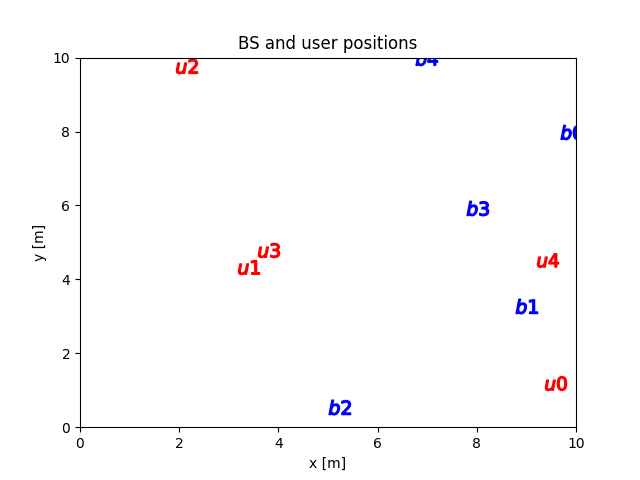 BS and user positions
10
b4
u2
8
b0
6
b3
y [m]
u3
u4
u1
4
b1
2
u0
b2
0
0 2 4 6 8 10
x [m]